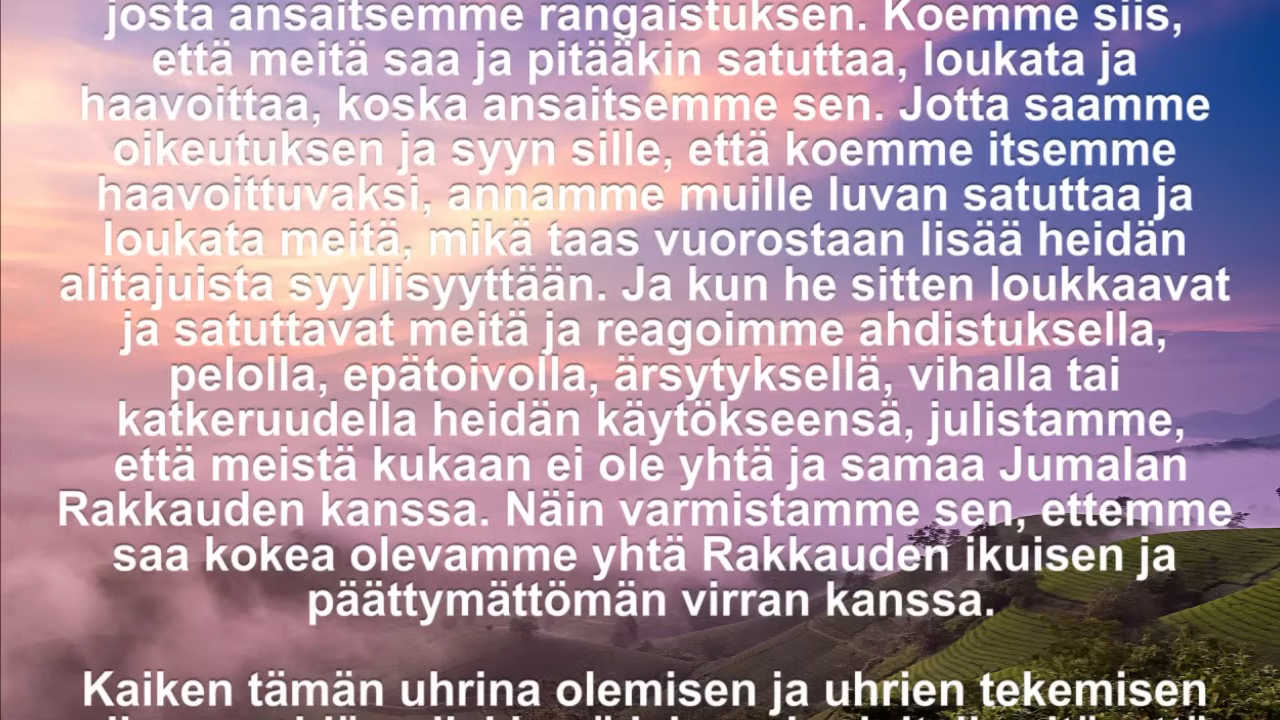 josta ansaitsemme rangaistuksen. Koemme siis,
että meitä saa ja pitääkin satuttaa, loukata ja
haavoittaa, koska ansaitsemme sen. Jotta saamme
oikeutuksen ja syyn sille, että koemme itsemme
haavoittuvaksi, annamme muille luvan satuttaa ja
loukata meitä, mikä taas vuorostaan lisää heidän
alitajuista syyllisyyttään. Ja kun he sitten loukkaavat
ja satuttavat meitä ja reagoimme ahdistuksella,
pelolla, epätoivolla, ärsytyksellä, vihalla tai
katkeruudella heidän käytökseensä, julistamme,
että meistä kukaan ei ole yhtä ja samaa Jumalan
Rakkauden kanssa. Näin varmistamme sen, ettemme
saa kokea olevamme yhtä Rakkauden ikuisen ja
päättymättömän virran kanssa.
Kaiken tämän uhrina olemisen ja uhrien tekemisen